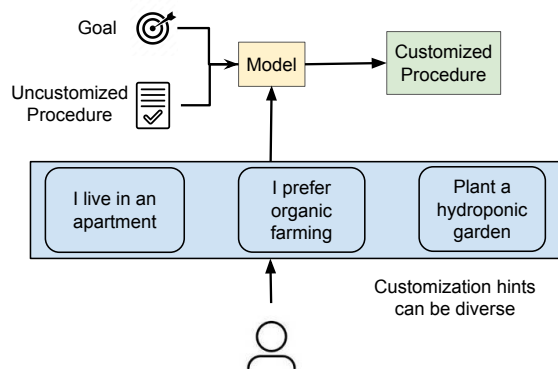 Goal
Uncustomized
Procedure
Model
Customized
Procedure
I live in an
apartment
I prefer
organic
farming
Plant a
hydroponic
garden
Customization hints
can be diverse